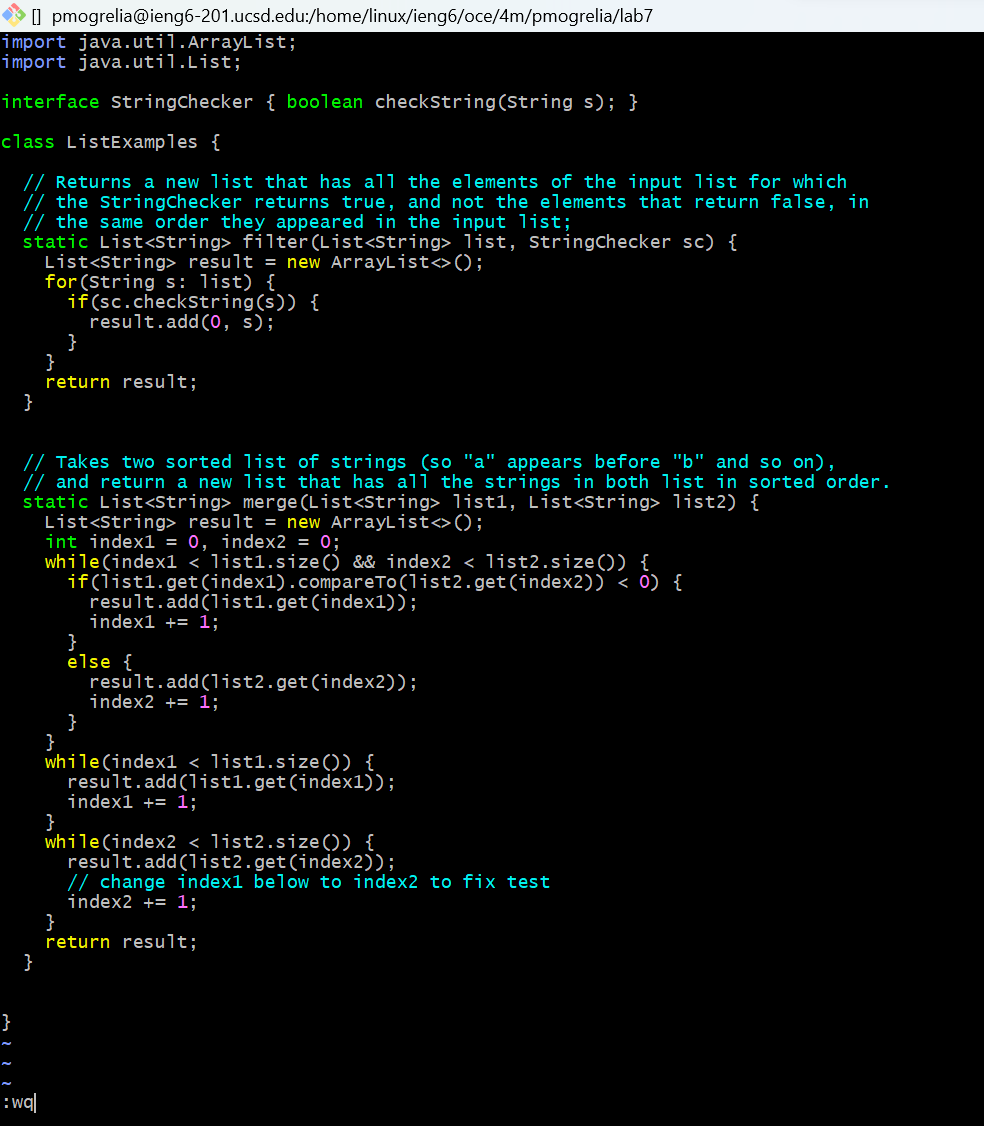 [] pmogrelia@ieng6-201.ucsd.edu:/home/linux/ieng6/oce/4m/pmogrelia/lab7
import java.util.ArrayList;
import java.util.List;

interface StringChecker { boolean checkString(String s); }

class ListExamples {

  // Returns a new list that has all the elements of the input list for which
  // the StringChecker returns true, and not the elements that return false, in
  // the same order they appeared in the input list;
  static List<String> filter(List<String> list, StringChecker sc) {
    List<String> result = new ArrayList<>();
    for(String s: list) {
      if(sc.checkString(s)) {
        result.add(0, s);
      }
    }
    return result;
  }


  // Takes two sorted list of strings (so "a" appears before "b" and so on),
  // and return a new list that has all the strings in both list in sorted order.
  static List<String> merge(List<String> list1, List<String> list2) {
    List<String> result = new ArrayList<>();
    int index1 = 0, index2 = 0;
    while(index1 < list1.size() && index2 < list2.size()) {
      if(list1.get(index1).compareTo(list2.get(index2)) < 0) {
        result.add(list1.get(index1));
        index1 += 1;
      }
      else {
        result.add(list2.get(index2));
        index2 += 1;
      }
    }
    while(index1 < list1.size()) {
      result.add(list1.get(index1));
      index1 += 1;
    }
    while(index2 < list2.size()) {
      result.add(list2.get(index2));
      // change index1 below to index2 to fix test
      index2 += 1;
    }
    return result;
  }


}
~
~
~
:wq